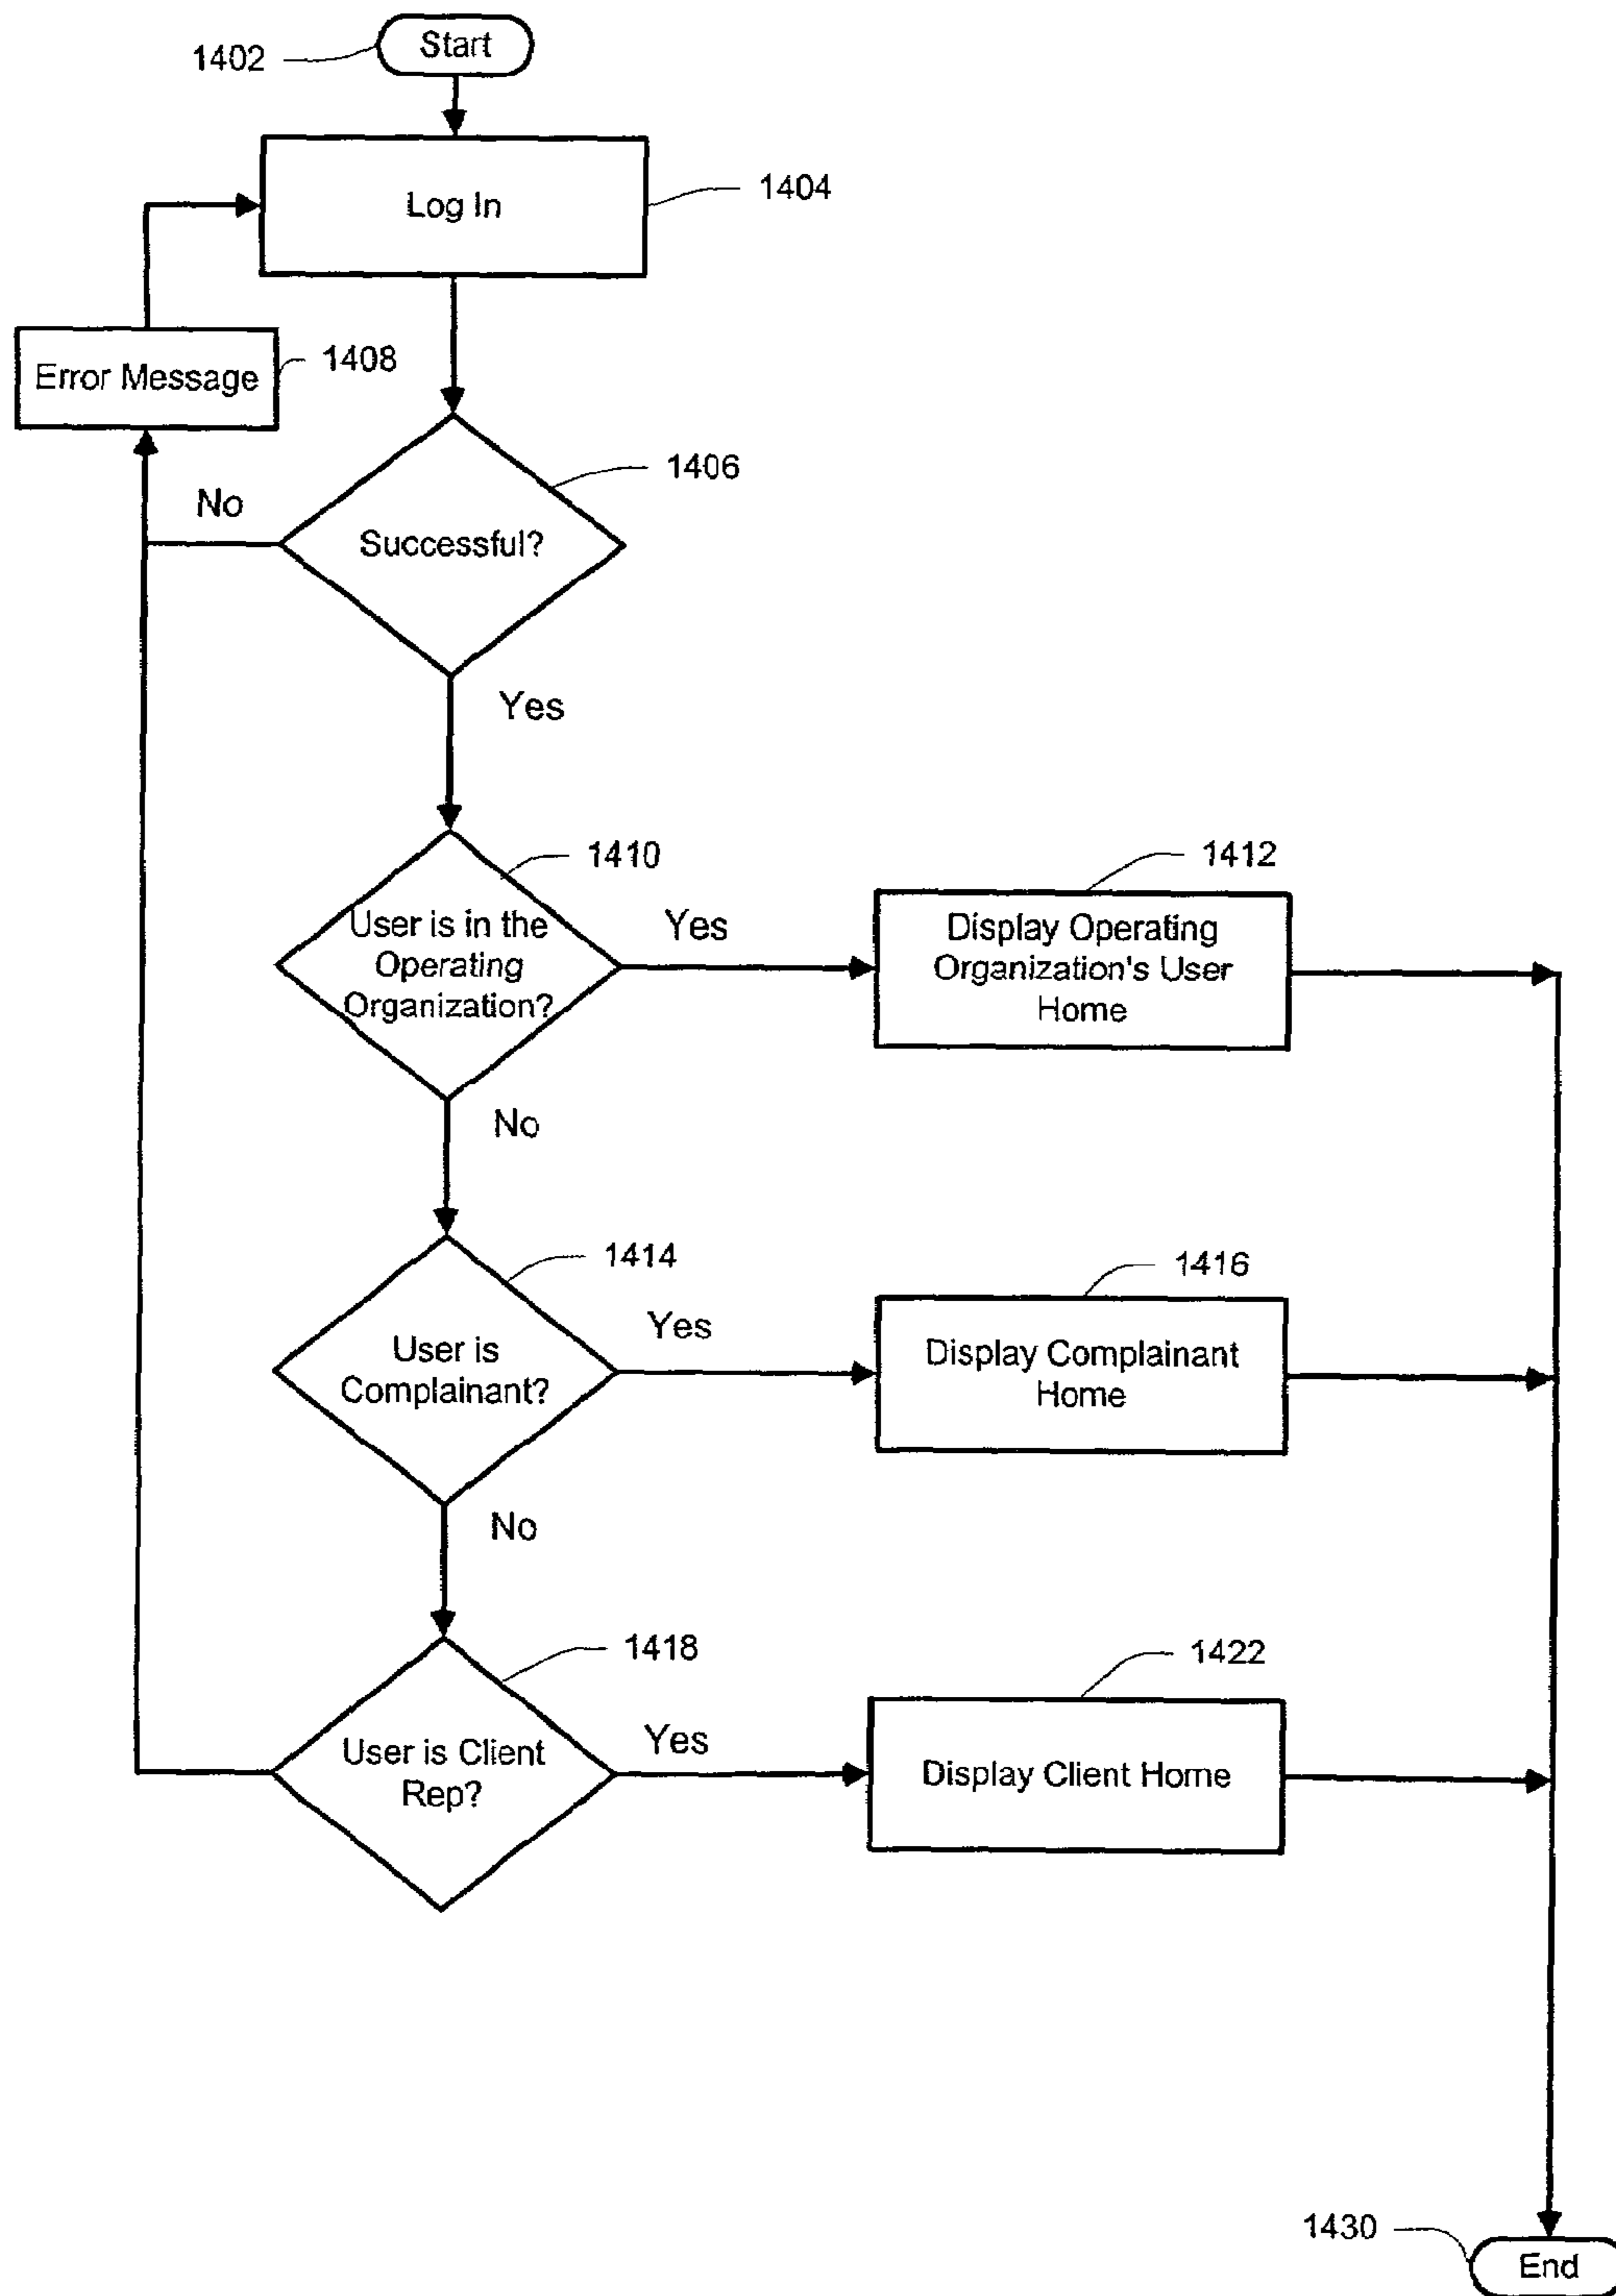 1402
Start
Log In
1404
Error Message
1408
1406
No
Successful?
Yes
1410
User is in the
Operating
Organization?
Yes
1412
Display Operating
Organization's User
Home
No
1414
User is
Complainant?
Yes
1416
Display Complainant
Home
No
1418
User is Client
Rep?
Yes
1422
Display Client Home
1430
End